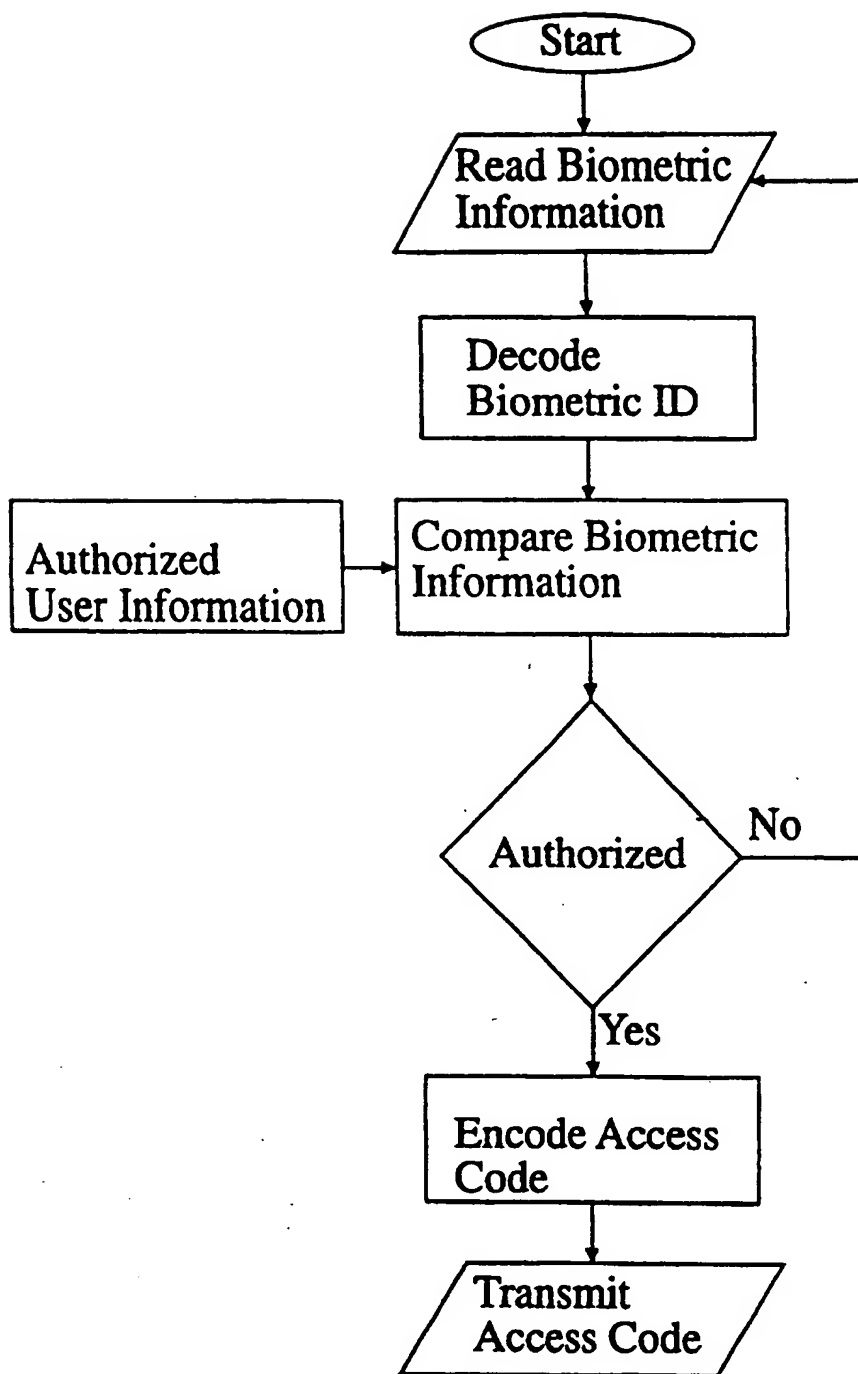 Start
Read Biometric
Information
Decode
Biometric ID
Authorized
User Information
Compare Biometric
Information
Authorized
No
Yes
Encode Access
Code
Transmit
Access Code